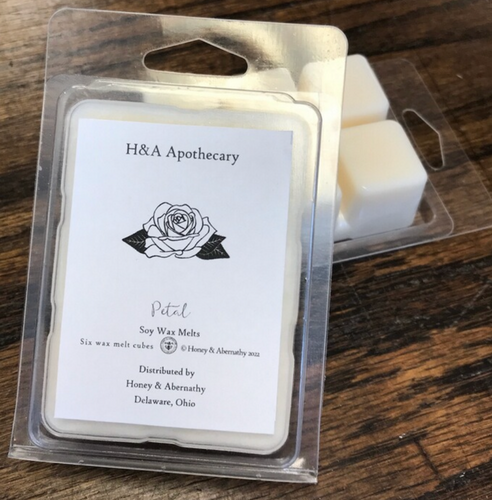 H&A Apothecary
Petal
Soy Wax Melts
Six wax melt cubes © Honey & Abernathy 2022
Distributed by
Honey & Abernathy
Delaware, Ohio